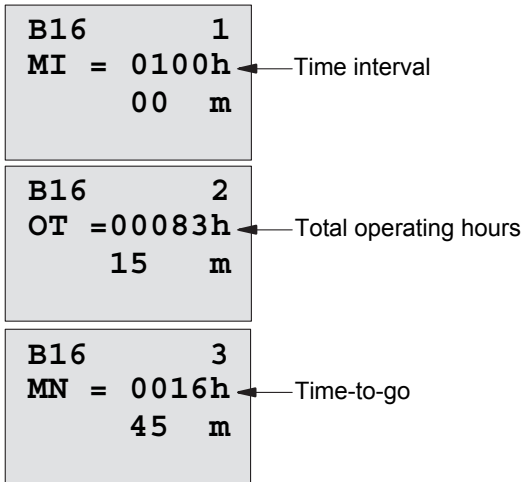 B16 1
MI = 0100h
Time interval
00 m
B16 2
OT =00083h
Total operating hours
15 m
B16 3
MN = 0016h
Time-to-go
45 m